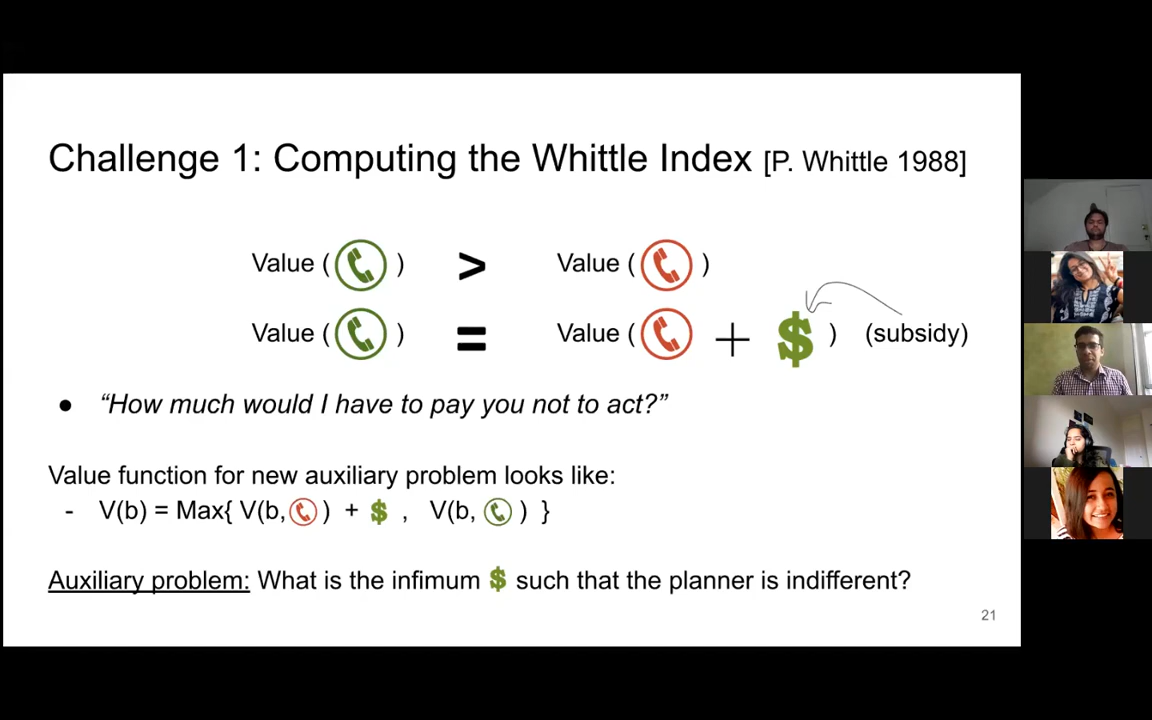 Challenge 1: Computing the Whittle Index [P. Whittle 1988]
Value ( ) > Value ( )
Value ( ) = Value ( + $ ) (subsidy)
● “How much would I have to pay you not to act?”
Value function for new auxiliary problem looks like:
- V(b) = Max{ V(b, ) + $ , V(b, ) }
Auxiliary problem: What is the infimum $ such that the planner is indifferent?
21